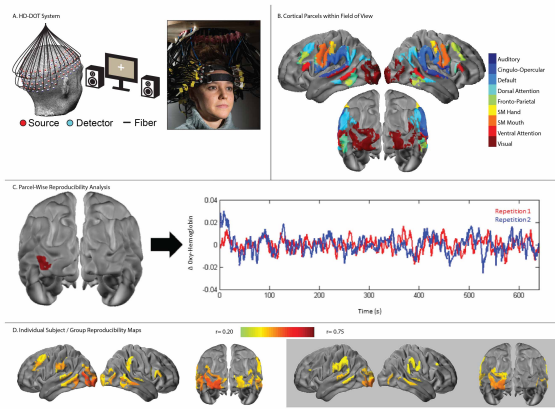 A. HD-DOT System
Source
Detector
Fiber
B. Cortical Parcels within Field of View
Auditory
Cingulo-Opercular
Default
Dorsal Attention
Fronto-Parietal
SM Hand
SM Mouth
Ventral Attention
Visual
C. Parcel-Wise Reproducibility Analysis
Δ Oxy-Hemoglobin
0.04
0.02
0
-0.02
-0.04
Repetition 1
Repetition 2
0 100 200 300 400 500 600
Time [s]
D. Individual Subject / Group Reproducibility Maps
r= 0.20
r= 0.75